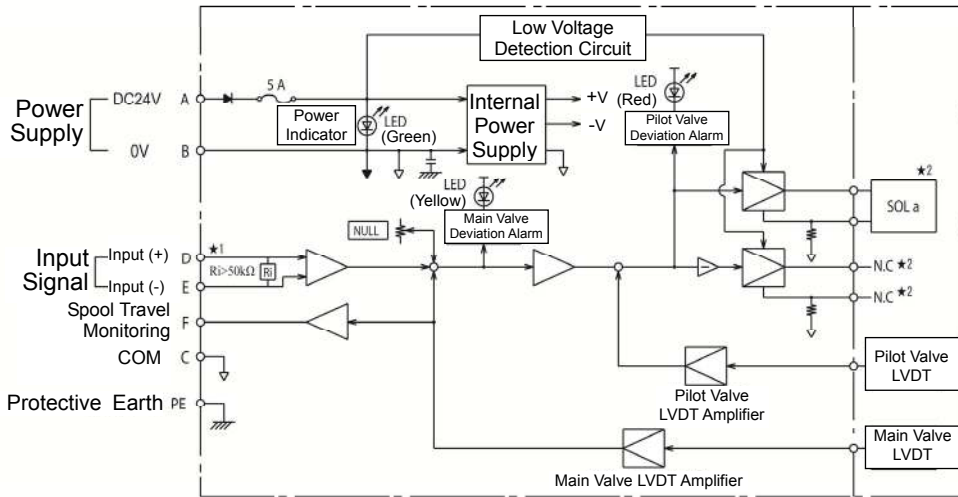 Low Voltage
Detection Circuit
Power
Supply
DC24V
A
5 A
0V
B
Power
Indicator
LED
(Green)
Internal
Power
Supply
+V
-V
LED
(Red)
Pilot Valve
Deviation Alarm
LED
(Yellow)
Main Valve
Deviation Alarm
★2
SOL a
NULL
Input
Signal
Input (+)
D
★1
Ri>50kΩ
Ri
Input (-)
E
N.C ★2
N.C ★2
Spool Travel
Monitoring
F
COM
C
Protective Earth
PE
Pilot Valve
LVDT Amplifier
Pilot Valve
LVDT
Main Valve LVDT Amplifier
Main Valve
LVDT